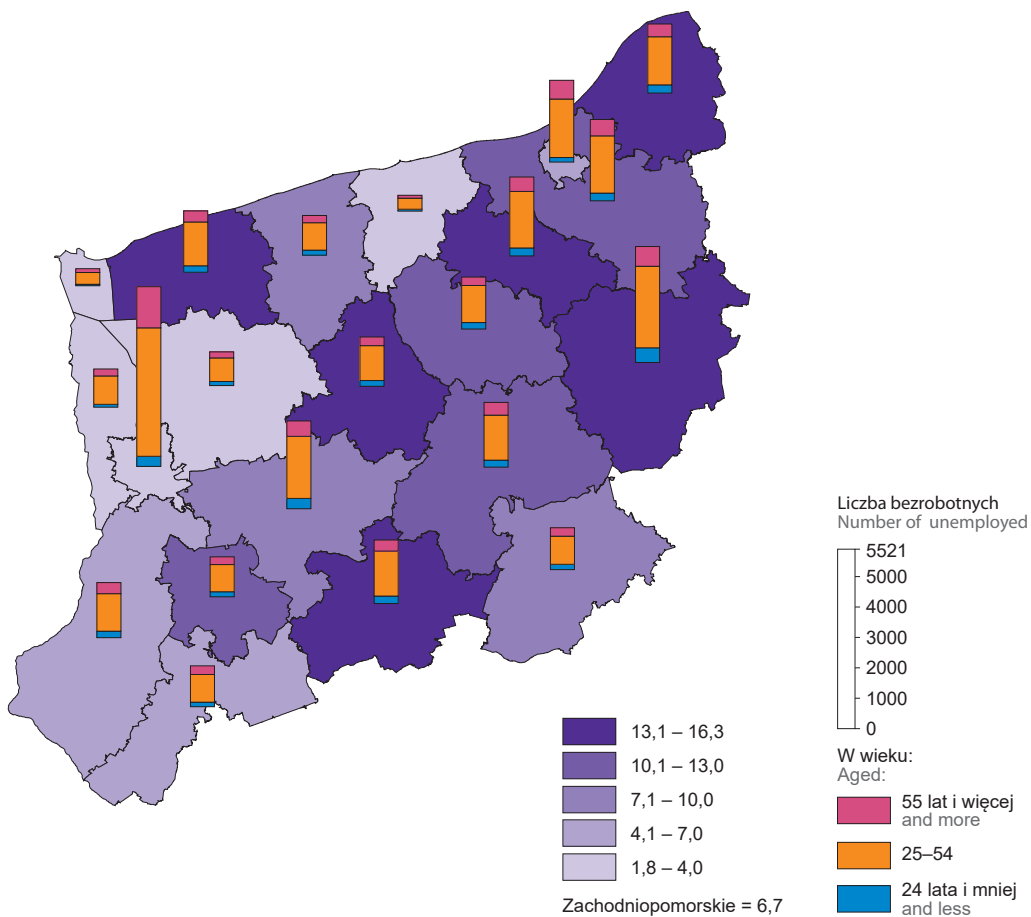 Liczba bezrobotnych
Number of unemployed
5521
5000
4000
3000
2000
1000
0
W wieku:
Aged:
55 lat i więcej
and more
25–54
24 lata i mniej
and less
13,1 – 16,3
10,1 – 13,0
7,1 – 10,0
4,1 – 7,0
1,8 – 4,0
Zachodniopomorskie = 6,7